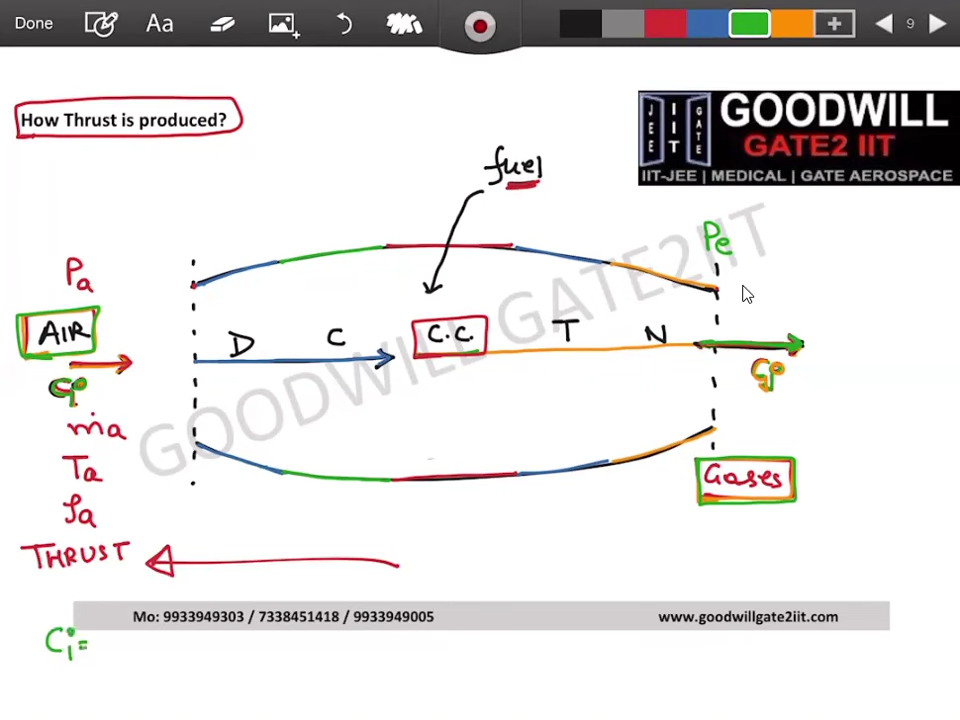 Done Aa 9
How Thrust is produced?
JEE IIT GATE
GOODWILL
GATE2 IIT
IIT-JEE | MEDICAL | GATE AEROSPACE
fuel
Pe
Pa
AIR
D C C.C. T N
ṁa
Ta
Gases
ρa
THRUST
GOODWILL GATE2IIT
Mo: 9933949303 / 7338451418 / 9933949005
www.goodwillgate2iit.com
Ci =